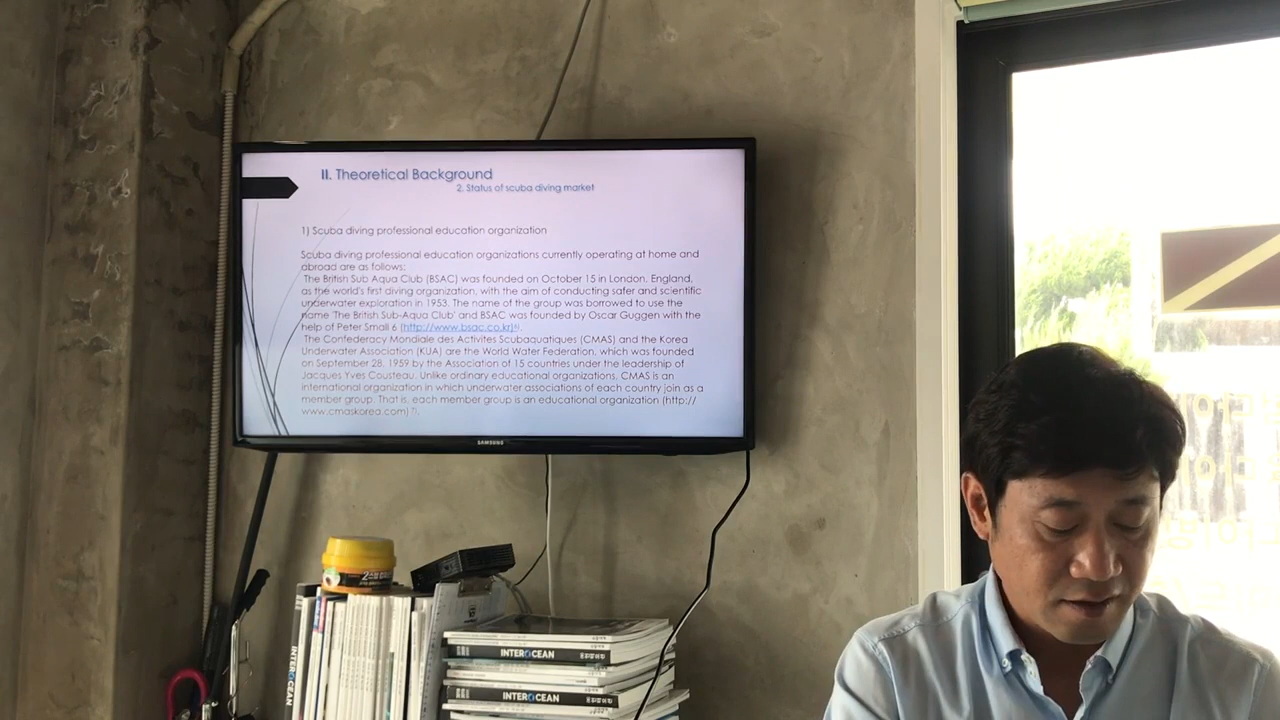 II. Theoretical Background
2. Status of scuba diving market
1) Scuba diving professional education organization
Scuba diving professional education organizations currently operating at home and
abroad are as follows:
The British Sub Aqua Club (BSAC) was founded on October 15 in London, England,
as the world's first diving organization, with the aim of conducting safer and scientific
underwater exploration in 1953. The name of the group was borrowed to use the
name 'The British Sub-Aqua Club' and BSAC was founded by Oscar Guggen with the
help of Peter Small 6 (http://www.bsac.co.kr)
The Confederacy Mondiale des Activites Scubaquatiques (CMAS) and the Korea
Underwater Association (KUA) are the World Water Federation, which was founded
on September 28, 1959 by the Association of 15 countries under the leadership of
Jacques Yves Cousteau. Unlike ordinary educational organizations, CMAS is an
international organization in which underwater associations of each country join as a
member group. That is, each member group is an educational organization (http://
www.cmaskorea.com) 7).
SAMSUNG
INTEROCEAN
INTEROCEAN
INTEROCEAN